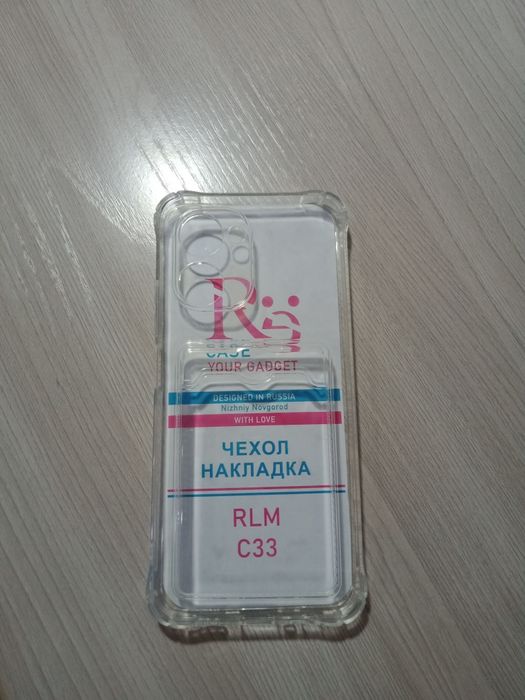 R
CASE
YOUR GADGET
DESIGNED IN RUSSIA
Nizhniy Novgorod
WITH LOVE
ЧЕХОЛ
НАКЛАДКА
RLM
C33